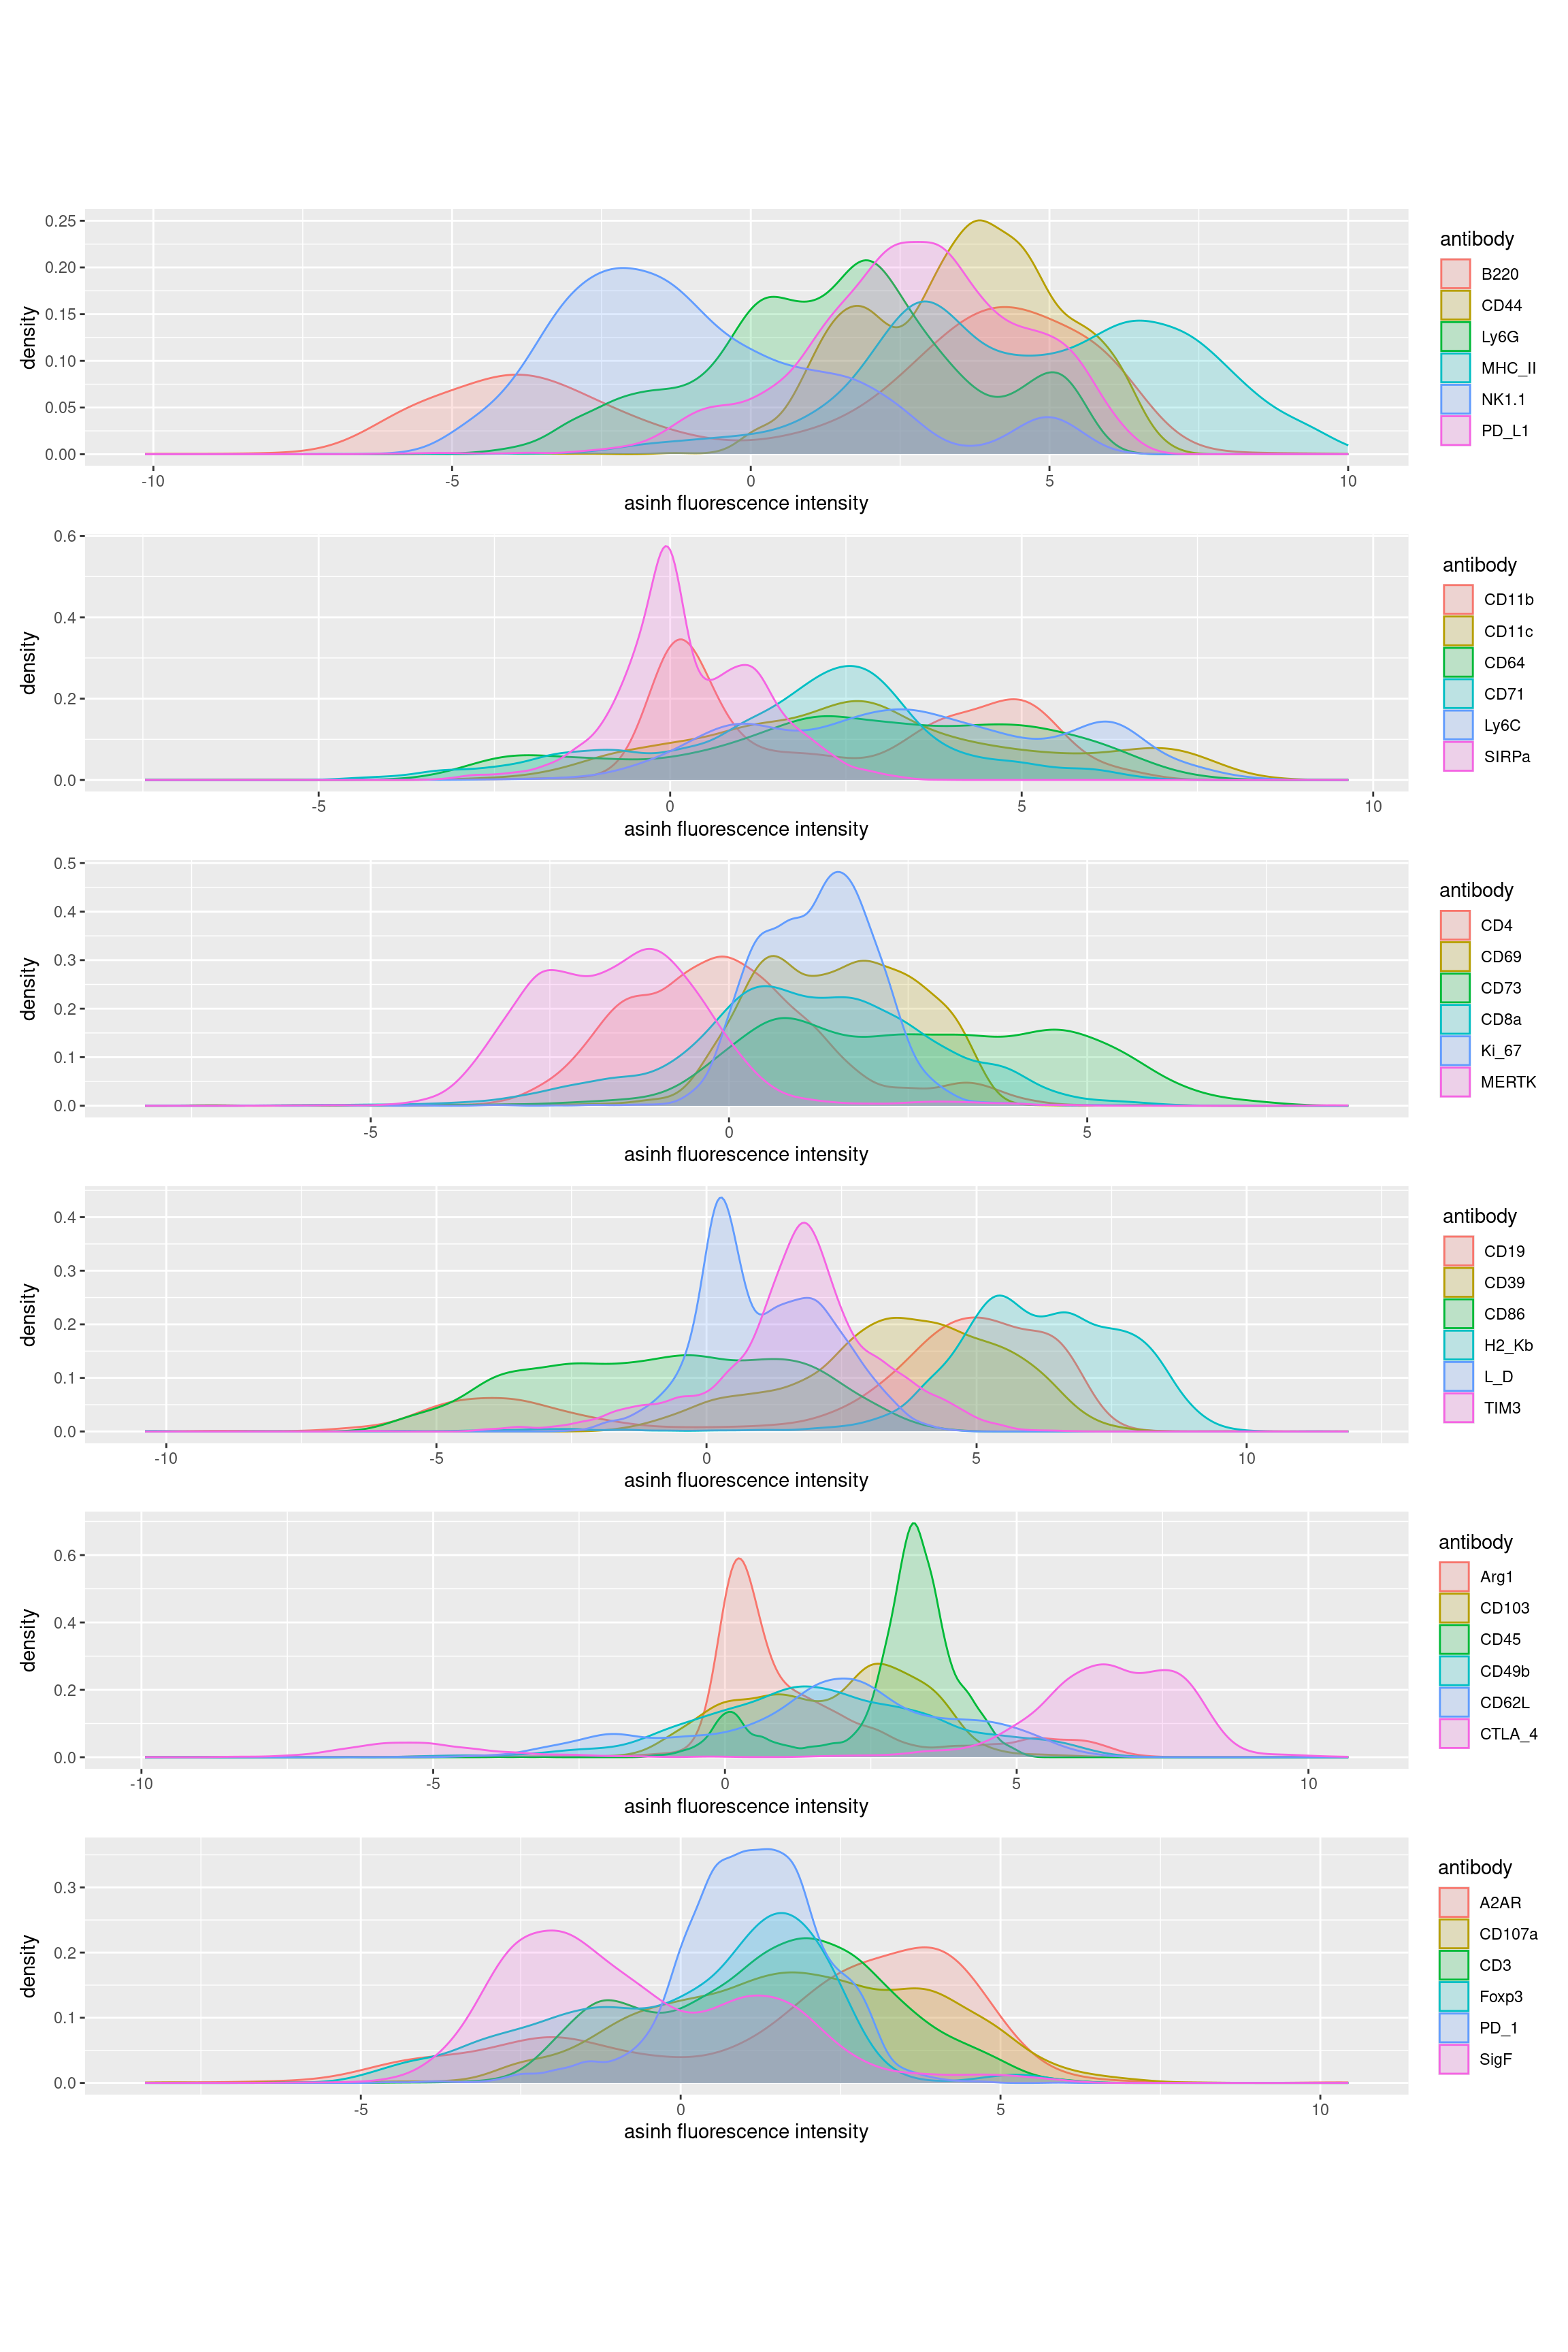 density
0.25
0.20
0.15
0.10
0.05
0.00
-10 -5 0 5 10
asinh fluorescence intensity
antibody
B220
CD44
Ly6G
MHC_II
NK1.1
PD_L1
density
0.6
0.4
0.2
0.0
-5 0 5 10
asinh fluorescence intensity
antibody
CD11b
CD11c
CD64
CD71
Ly6C
SIRPa
density
0.5
0.4
0.3
0.2
0.1
0.0
-5 0 5
asinh fluorescence intensity
antibody
CD4
CD69
CD73
CD8a
Ki_67
MERTK
density
0.4
0.3
0.2
0.1
0.0
-10 -5 0 5 10
asinh fluorescence intensity
antibody
CD19
CD39
CD86
H2_Kb
L_D
TIM3
density
0.6
0.4
0.2
0.0
-10 -5 0 5 10
asinh fluorescence intensity
antibody
Arg1
CD103
CD45
CD49b
CD62L
CTLA_4
density
0.3
0.2
0.1
0.0
-5 0 5 10
asinh fluorescence intensity
antibody
A2AR
CD107a
CD3
Foxp3
PD_1
SigF